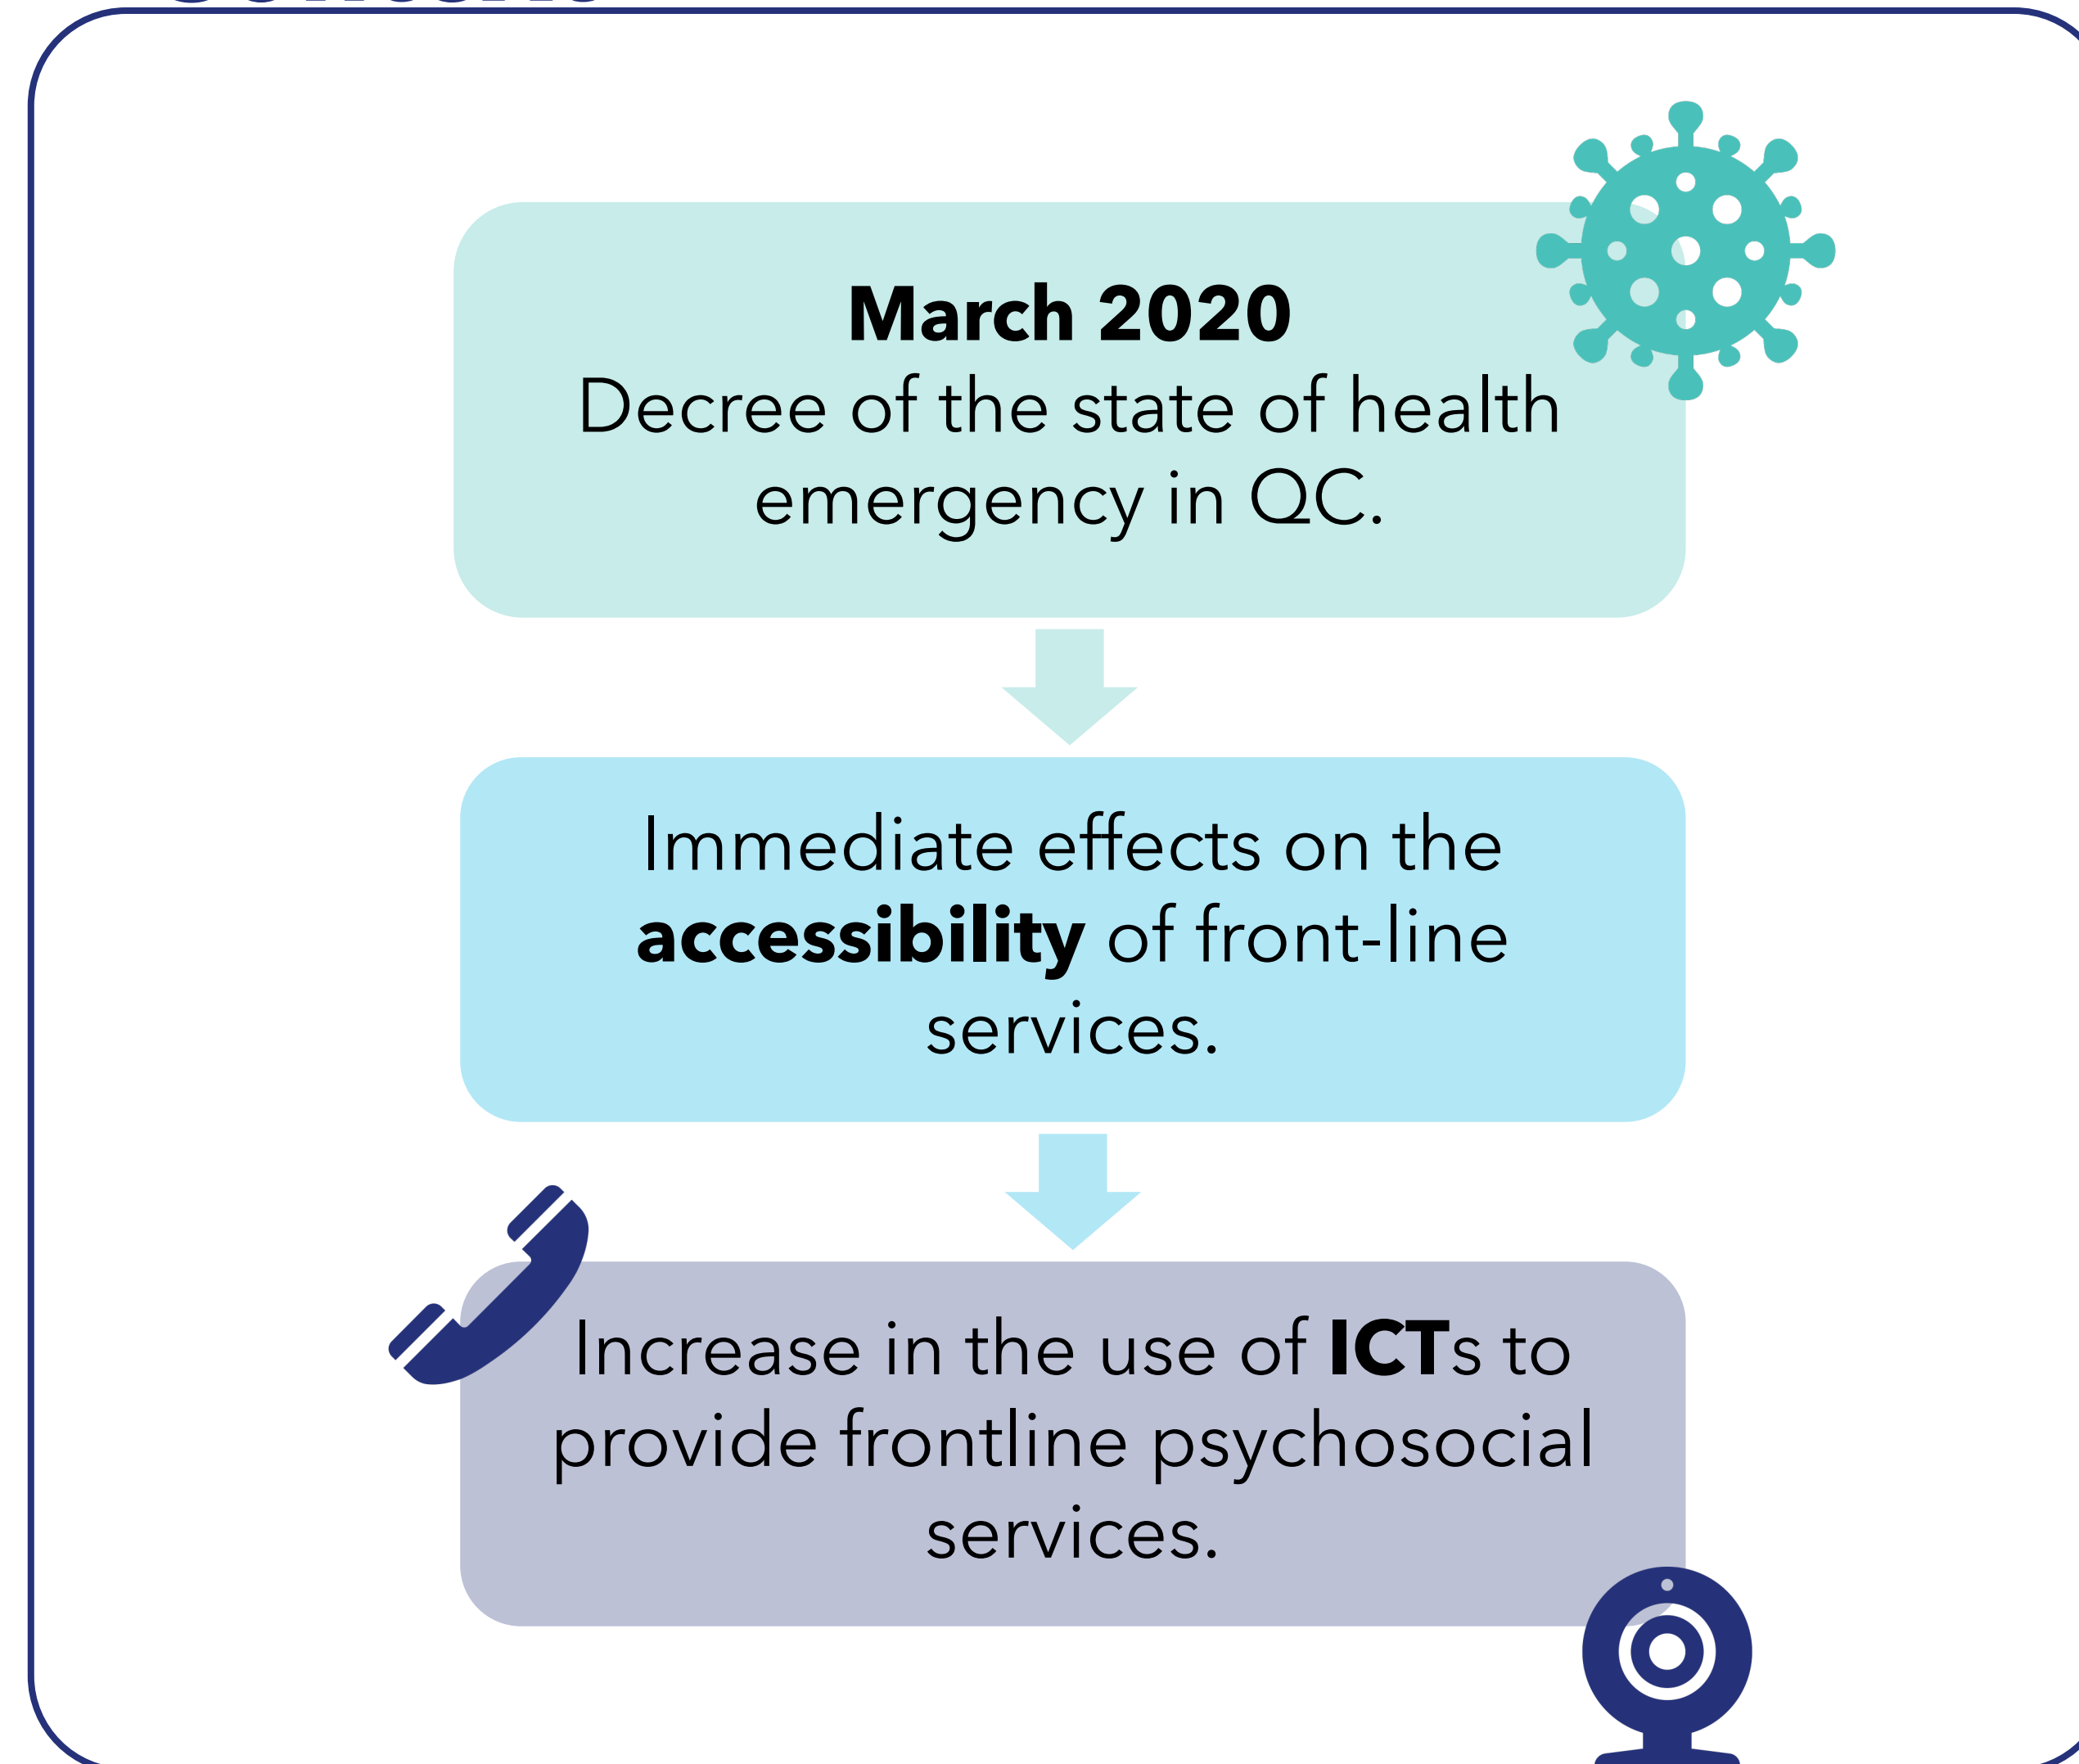 March 2020
Decree of the state of health
emergency in QC.
Immediate effects on the
accessibility of front-line
services.
Increase in the use of ICTs to
provide frontline psychosocial
services.